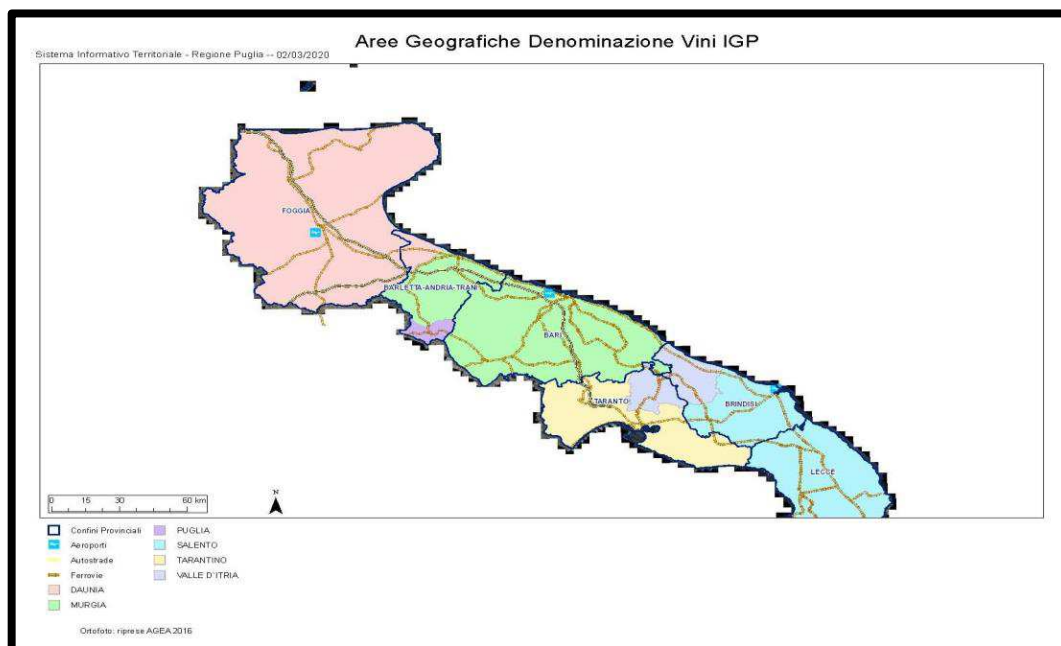 Aree Geografiche Denominazione Vini IGP
Sistema Informativo Territoriale - Regione Puglia -- 02/03/2020
FOGGIA
BARLETTA-ANDRIA-TRANI
BARI
TARANTO
BRINDISI
LECCE
0 15 30 60 km
N
Confini Provinciali
Aeroporti
Autostrade
Ferrovie
DAUNIA
MURGIA
PUGLIA
SALENTO
TARANTINO
VALLE D'ITRIA
Ortofoto: riprese AGEA 2016